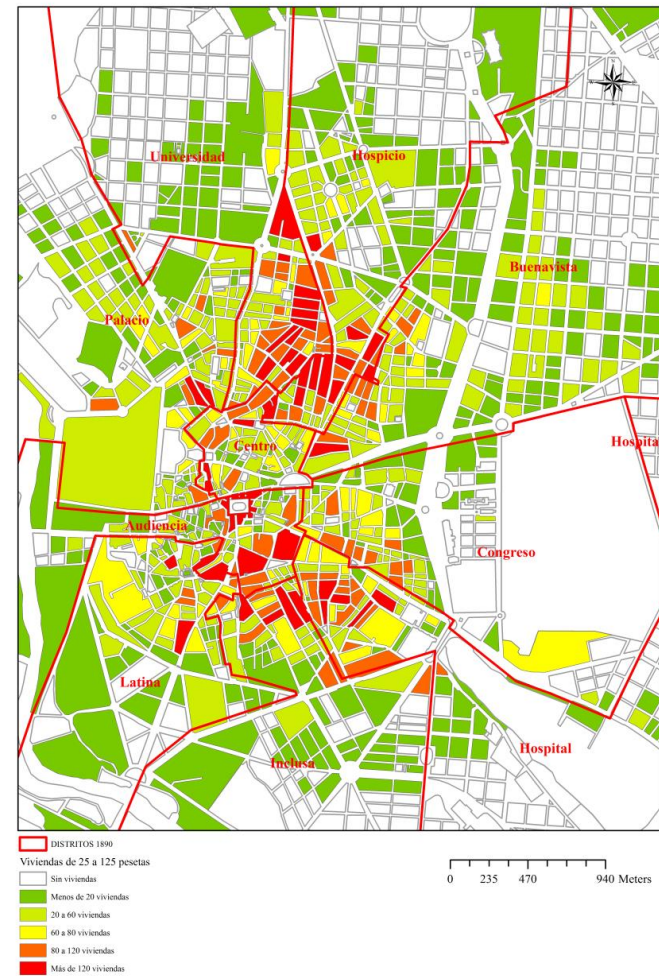 Universidad
Hospicio
Buenavista
Palacio
Centro
Hospita
Audiencia
Congreso
Latina
Hospital
Inclusa
DISTRITOS 1890
Viviendas de 25 a 125 pesetas
Sin viviendas
Menos de 20 viviendas
20 a 60 viviendas
60 a 80 viviendas
80 a 120 viviendas
Más de 120 viviendas
0 235 470 940 Meters